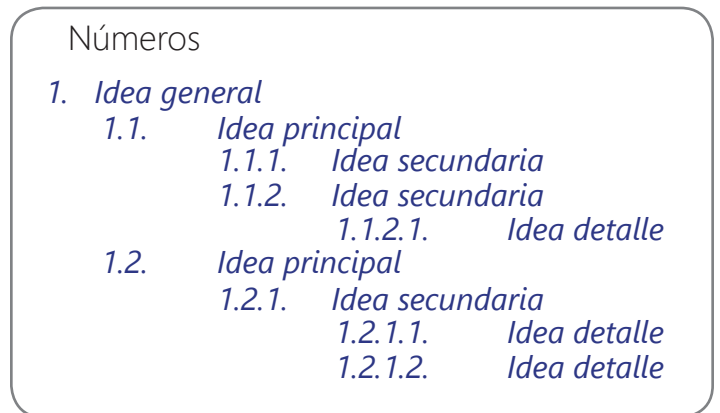 Números
1. Idea general
1.1. Idea principal
1.1.1. Idea secundaria
1.1.2. Idea secundaria
1.1.2.1. Idea detalle
1.2. Idea principal
1.2.1. Idea secundaria
1.2.1.1. Idea detalle
1.2.1.2. Idea detalle